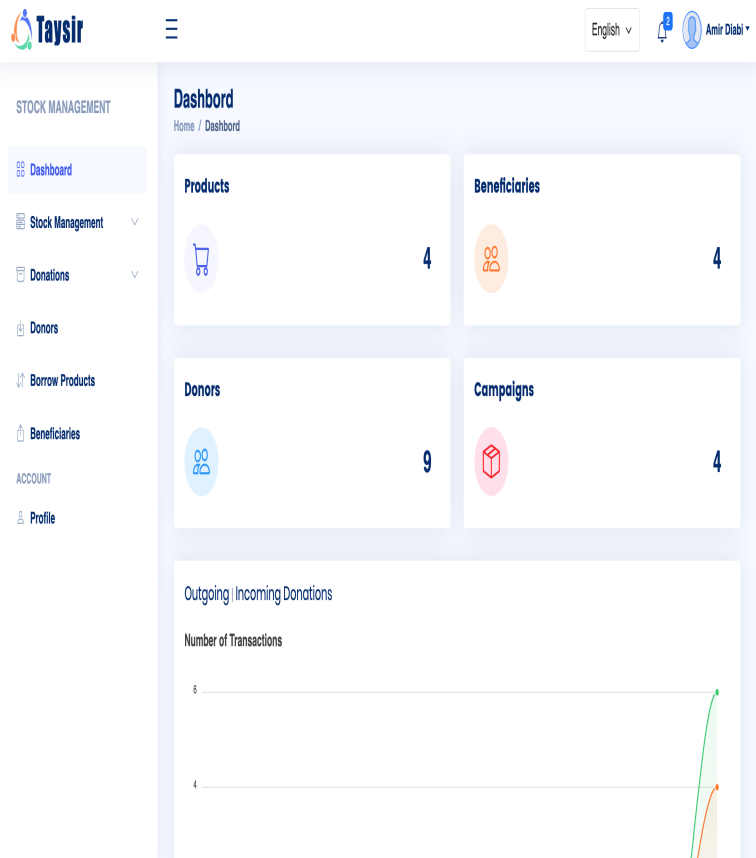 Taysir
English
2
Amir Diabi
STOCK MANAGEMENT
Dashboard
Stock Management
Donations
Donors
Borrow Products
Beneficiaries
ACCOUNT
Profile
Dashbord
Home / Dashbord
Products
4
Beneficiaries
4
Donors
9
Campaigns
4
Outgoing | Incoming Donations
Number of Transactions
6
4